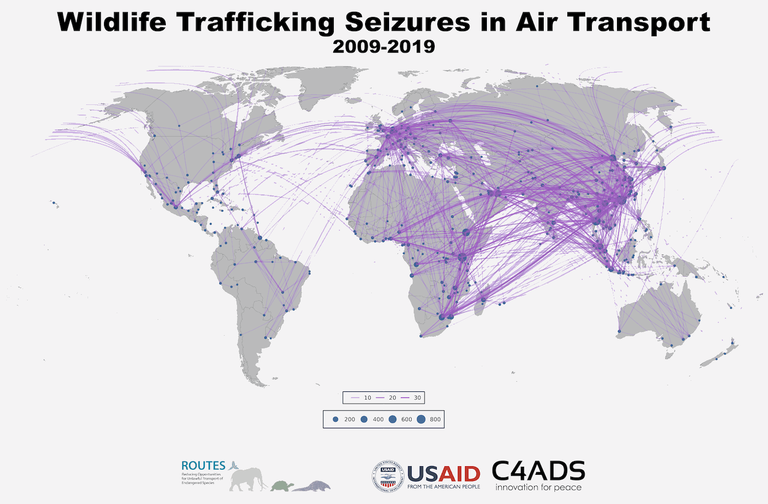 Wildlife Trafficking Seizures in Air Transport
2009-2019
10 20 30
200 400 600 800
ROUTES
Reducing Opportunities
for Unlawful Transport of
Endangered Species
USAID
USAID
FROM THE AMERICAN PEOPLE
C4ADS
innovation for peace